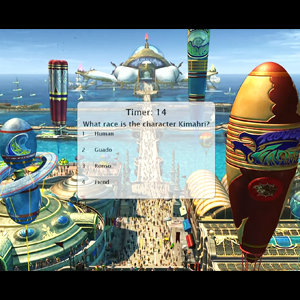 Timer: 14
What race is the character Kimahri?
1 Human
2 Guado
3 Ronso
4 Fiend